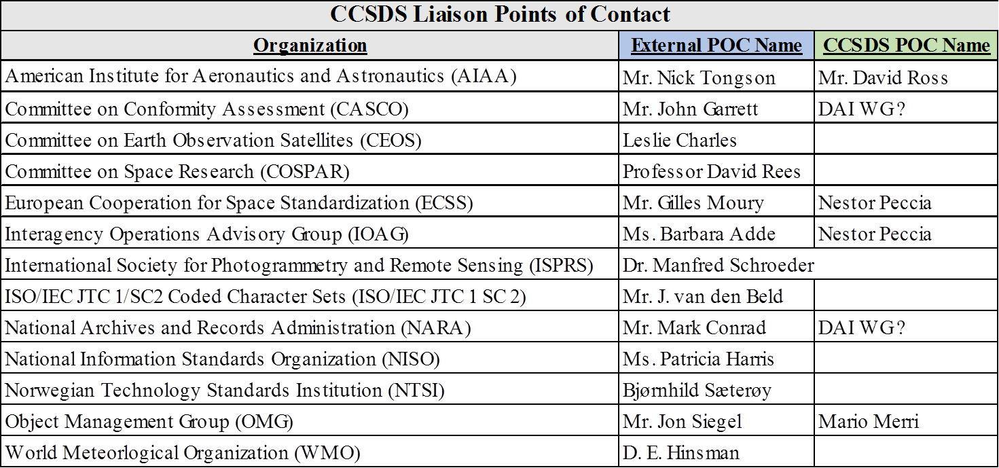 CCSDS Liaison Points of Contact
Organization External POC Name CCSDS POC Name
American Institute for Aeronautics and Astronautics (AIAA) Mr. Nick Tongson Mr. David Ross
Committee on Conformity Assessment (CASCO) Mr. John Garrett DAI WG?
Committee on Earth Observation Satellites (CEOS) Leslie Charles
Committee on Space Research (COSPAR) Professor David Rees
European Cooperation for Space Standardization (ECSS) Mr. Gilles Moury Nestor Peccia
Interagency Operations Advisory Group (IOAG) Ms. Barbara Adde Nestor Peccia
International Society for Photogrammetry and Remote Sensing (ISPRS) Dr. Manfred Schroeder
ISO/IEC JTC 1/SC2 Coded Character Sets (ISO/IEC JTC 1 SC 2) Mr. J. van den Beld
National Archives and Records Administration (NARA) Mr. Mark Conrad DAI WG?
National Information Standards Organization (NISO) Ms. Patricia Harris
Norwegian Technology Standards Institution (NTSI) Bjørnhild Sæterøy
Object Management Group (OMG) Mr. Jon Siegel Mario Merri
World Meteorlogical Organization (WMO) D. E. Hinsman